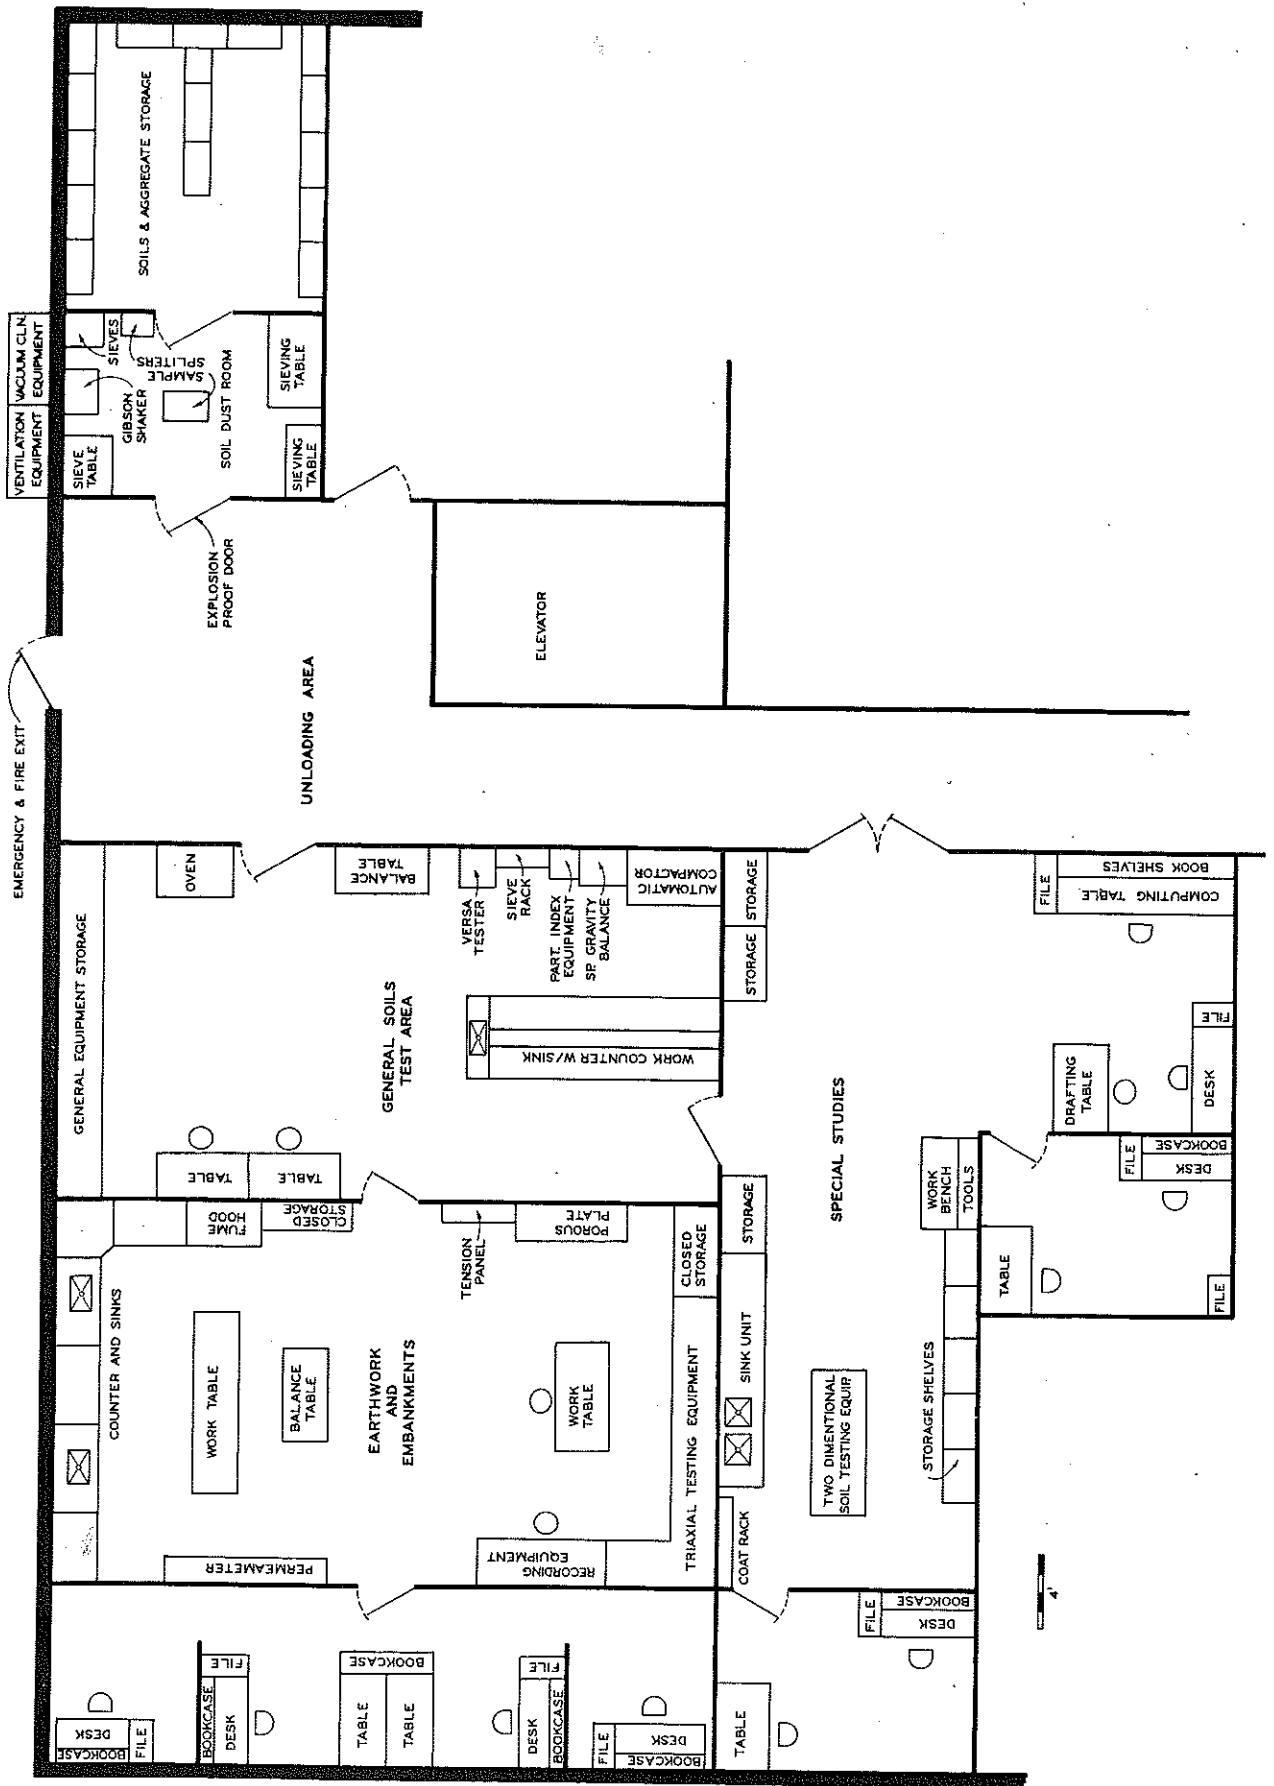 EMERGENCY & FIRE EXIT
VENTILATION
EQUIPMENT
VACUUM CLN.
EQUIPMENT
SIEVE
TABLE
GIBSON
SHAKER
SIEVES
SAMPLE
SPLITERS
SOIL DUST ROOM
SIEVING
TABLE
SIEVING
TABLE
SOILS & AGGREGATE STORAGE
EXPLOSION
PROOF DOOR
UNLOADING AREA
ELEVATOR
GENERAL EQUIPMENT STORAGE
OVEN
BALANCE
TABLE
VERSA
TESTER
SIEVE
RACK
PART. INDEX
EQUIPMENT
SP. GRAVITY
BALANCE
AUTOMATIC
COMPACTOR
GENERAL SOILS
TEST AREA
WORK COUNTER W/SINK
TABLE
TABLE
COUNTER AND SINKS
FUME
HOOD
CLOSED
STORAGE
TENSION
PANEL
POROUS
PLATE
CLOSED
STORAGE
WORK TABLE
BALANCE
TABLE
EARTHWORK
AND
EMBANKMENTS
WORK
TABLE
TRIAXIAL TESTING EQUIPMENT
PERMEAMETER
RECORDING
EQUIPMENT
STORAGE
STORAGE
STORAGE
SINK UNIT
COAT RACK
SPECIAL STUDIES
TWO DIMENTIONAL
SOIL TESTING EQUIP.
STORAGE SHELVES
WORK
BENCH
TOOLS
FILE
COMPUTING TABLE
BOOK SHELVES
DRAFTING
TABLE
DESK
FILE
FILE
DESK
BOOKCASE
TABLE
FILE
BOOKCASE
DESK
FILE
BOOKCASE
DESK
FILE
TABLE
TABLE
BOOKCASE
DESK
BOOKCASE
FILE
FILE
DESK
BOOKCASE
TABLE
FILE
DESK
BOOKCASE
4'